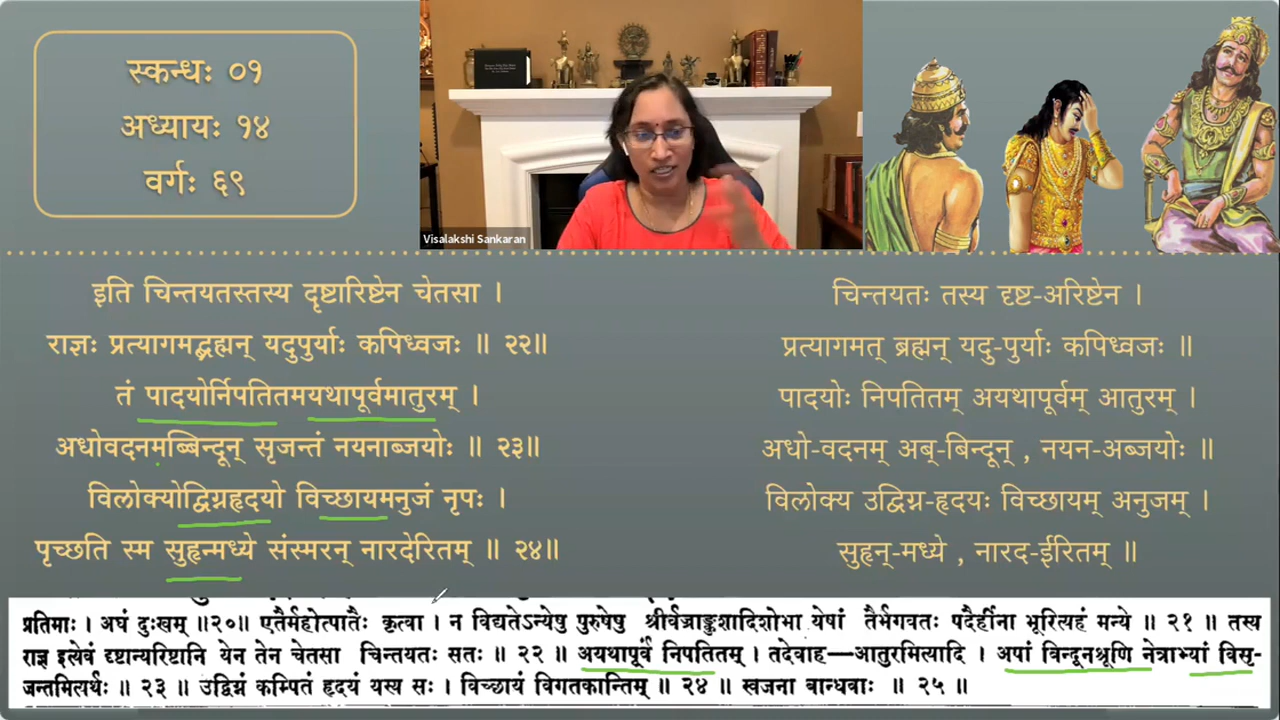 स्कन्धः ०१
अध्यायः १४
वर्गः ६९
Visalakshi Sankaran
इति चिन्तयतस्तस्य दृष्टारिष्टेन चेतसा ।
राज्ञः प्रत्यागमद्ब्रह्मन् यदुपुर्याः कपिध्वजः ॥ २२॥
तं पादयोर्निपतितमयथापूर्वमातुरम् ।
अधोवदनमब्बिन्दून् सृजन्तं नयनाब्जयोः ॥ २३॥
विलोक्योद्विग्नहृदयो विच्छायमनुजं नृपः ।
पृच्छति स्म सुहृन्मध्ये संस्मरन् नारदेरितम् ॥ २४॥
चिन्तयतः तस्य दृष्ट-अरिष्टेन ।
प्रत्यागमत् ब्रह्मन् यदु-पुर्याः कपिध्वजः ॥
पादयोः निपतितम् अयथापूर्वम् आतुरम् ।
अधो-वदनम् अब्-बिन्दून् , नयन-अब्जयोः ॥
विलोक्य उद्विग्न-हृदयः विच्छायम् अनुजम् ।
सुहृन्-मध्ये , नारद-ईरितम् ॥
प्रतिमाः । अघं दुःखम् ॥२०॥ एतैर्महोत्पातैः कृत्वा । न विद्यतेऽन्येषु पुरुषेषु श्रीर्वज्राङ्कुशादिशोभा येषां तैर्भगवतः पदैर्हीना भूरित्यहं मन्ये ॥ २१ ॥ तस्य
राज्ञ इत्येवं दृष्टान्यरिष्टानि येन तेन चेतसा चिन्तयतः सतः ॥ २२ ॥ अयथापूर्वं निपतितम् । तदेवाह—आतुरमित्यादि । अपां बिन्दूनश्रूणि नेत्राभ्यां विसृ-
जन्तमित्यर्थः ॥ २३ ॥ उद्विग्नं कम्पितं हृदयं यस्य सः । विच्छायं विगतकान्तिम् ॥ २४ ॥ स्वजना बान्धवाः ॥ २५ ॥